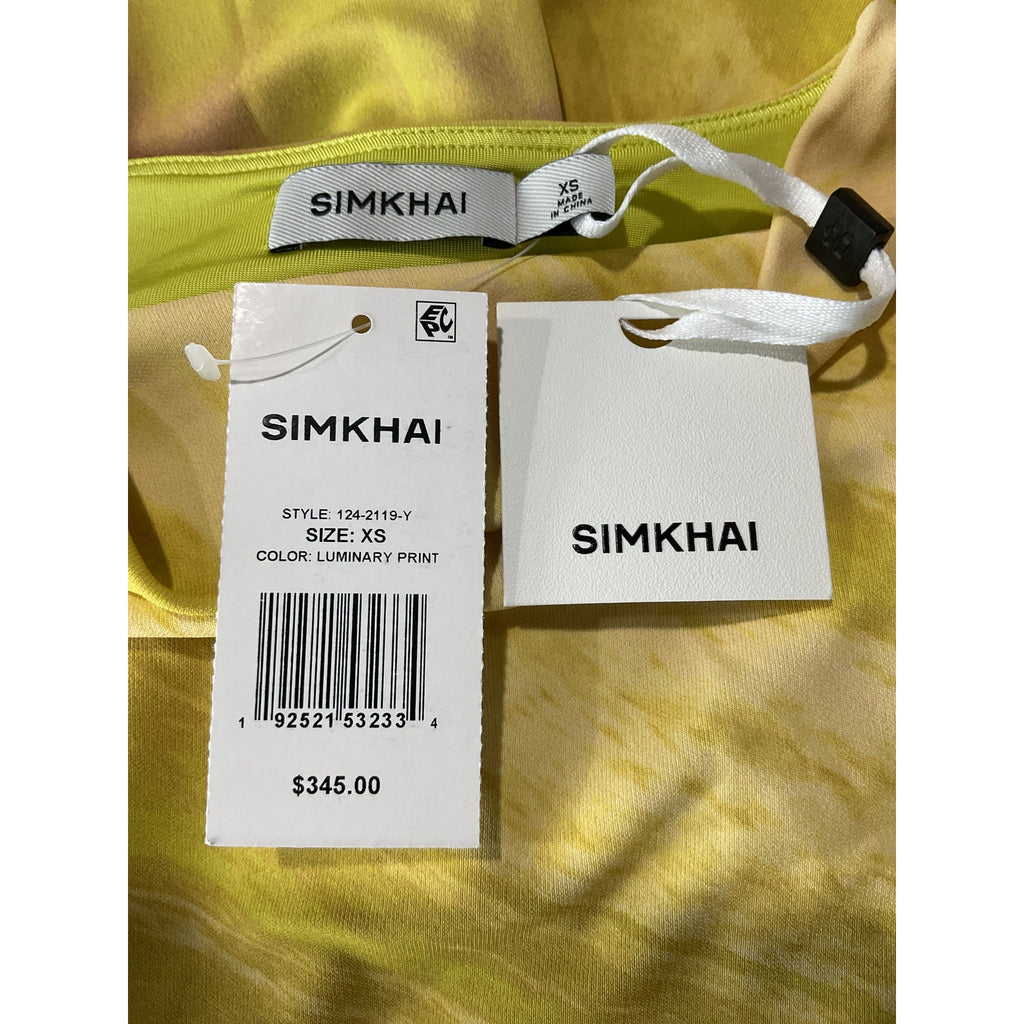 SIMKHAI
XS
MADE
IN CHINA
EPC
SIMKHAI
STYLE: 124-2119-Y
SIZE: XS
COLOR: LUMINARY PRINT
1 92521 53233 4
$345.00
SIMKHAI